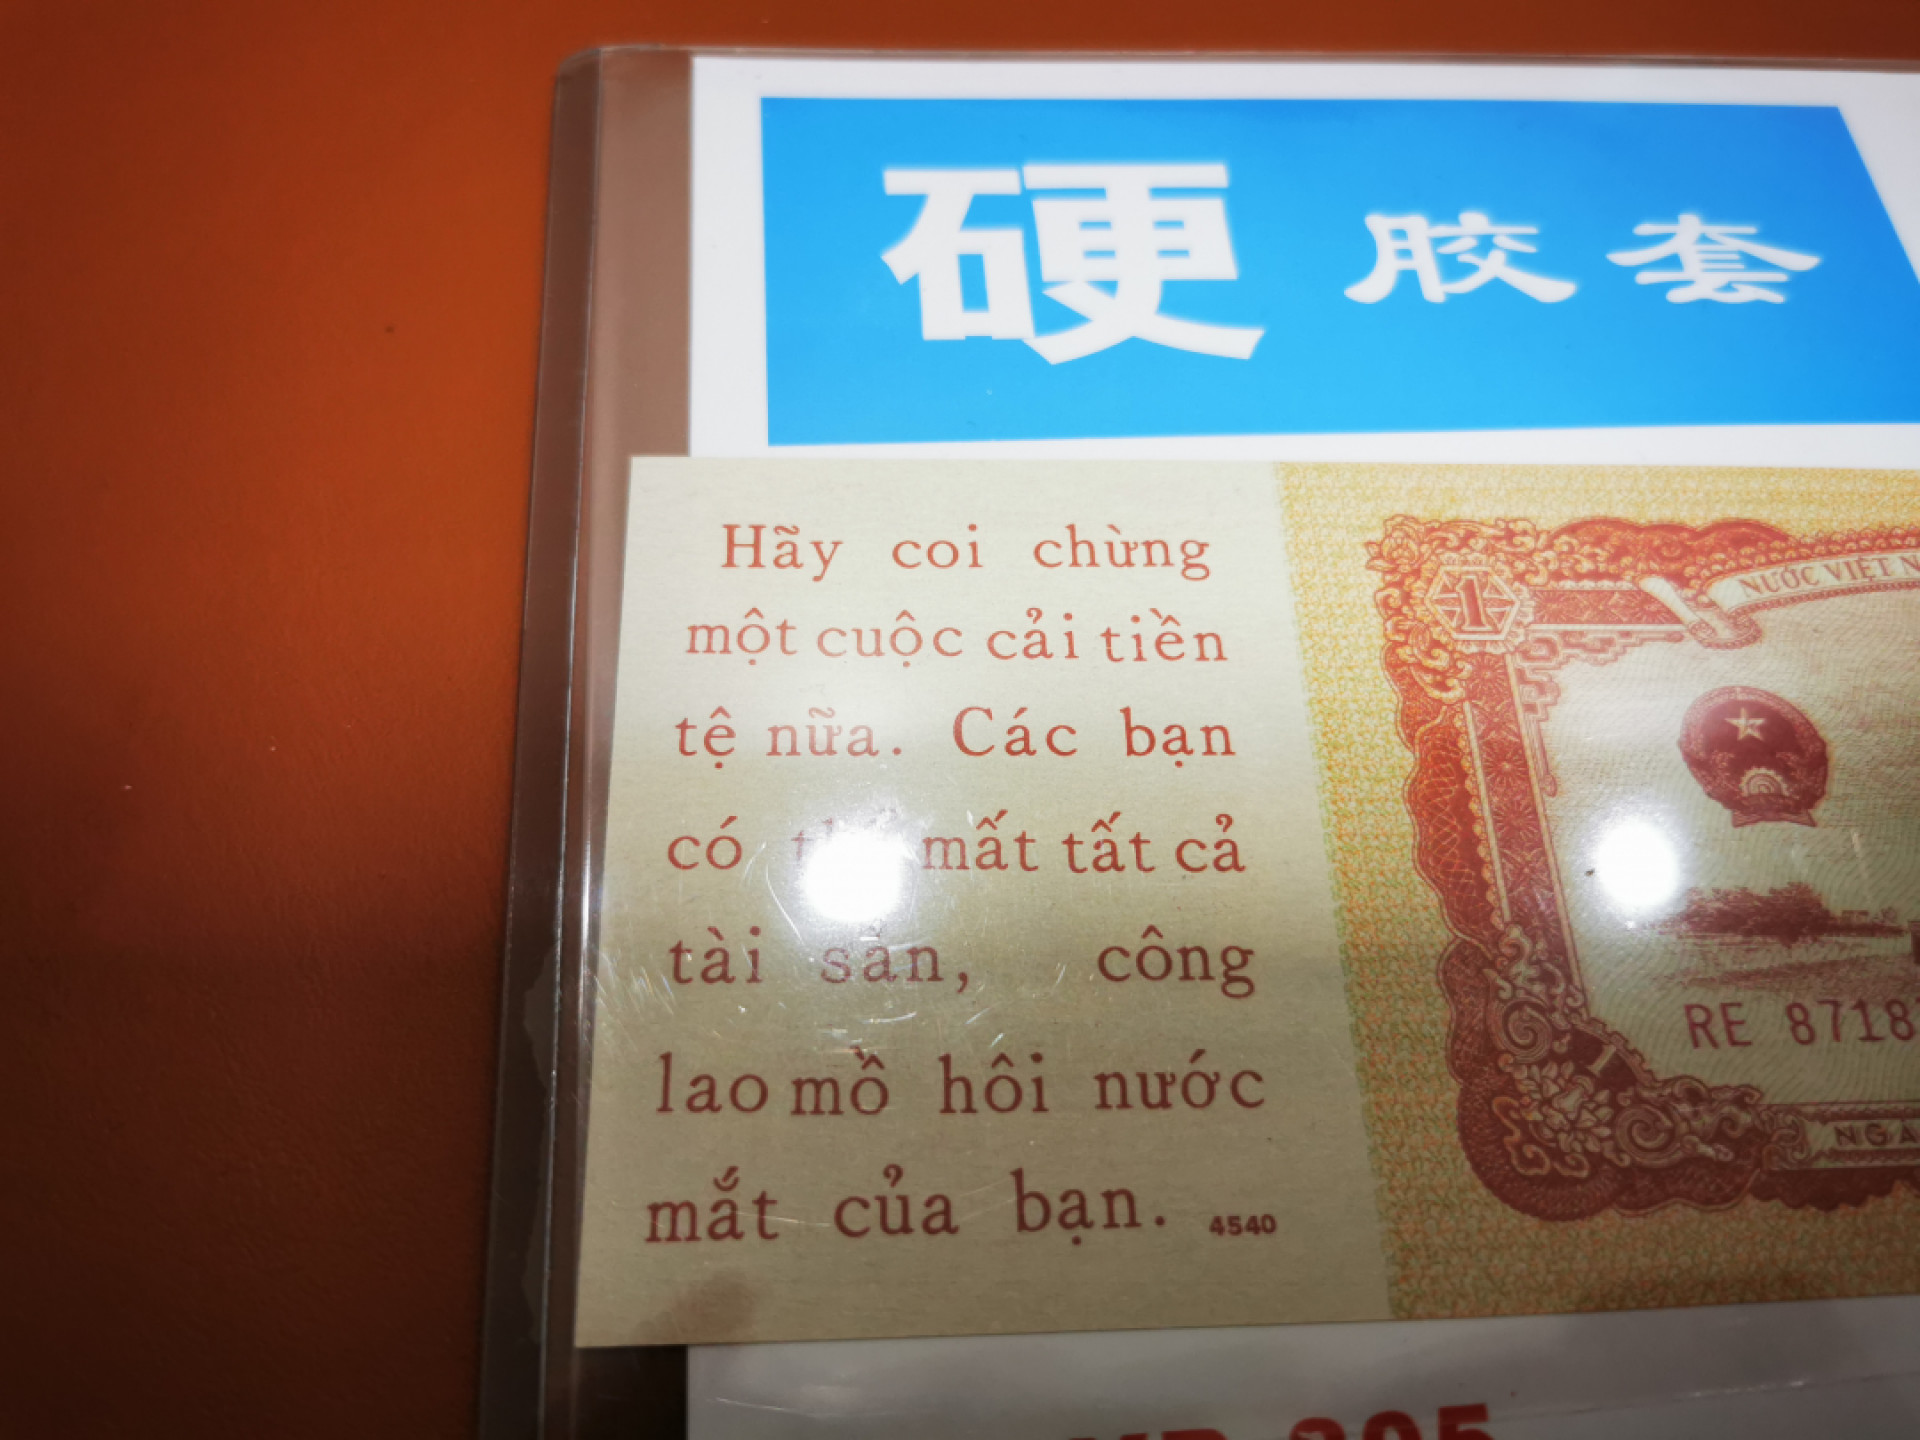 硬胶套
Hãy coi chừng
một cuộc cải tiền
tệ nữa. Các bạn
có mất tất cả
tài sản, công
lao mồ hôi nước
mắt của bạn. 4540
1
NƯỚC VIỆT
RE 8718
1